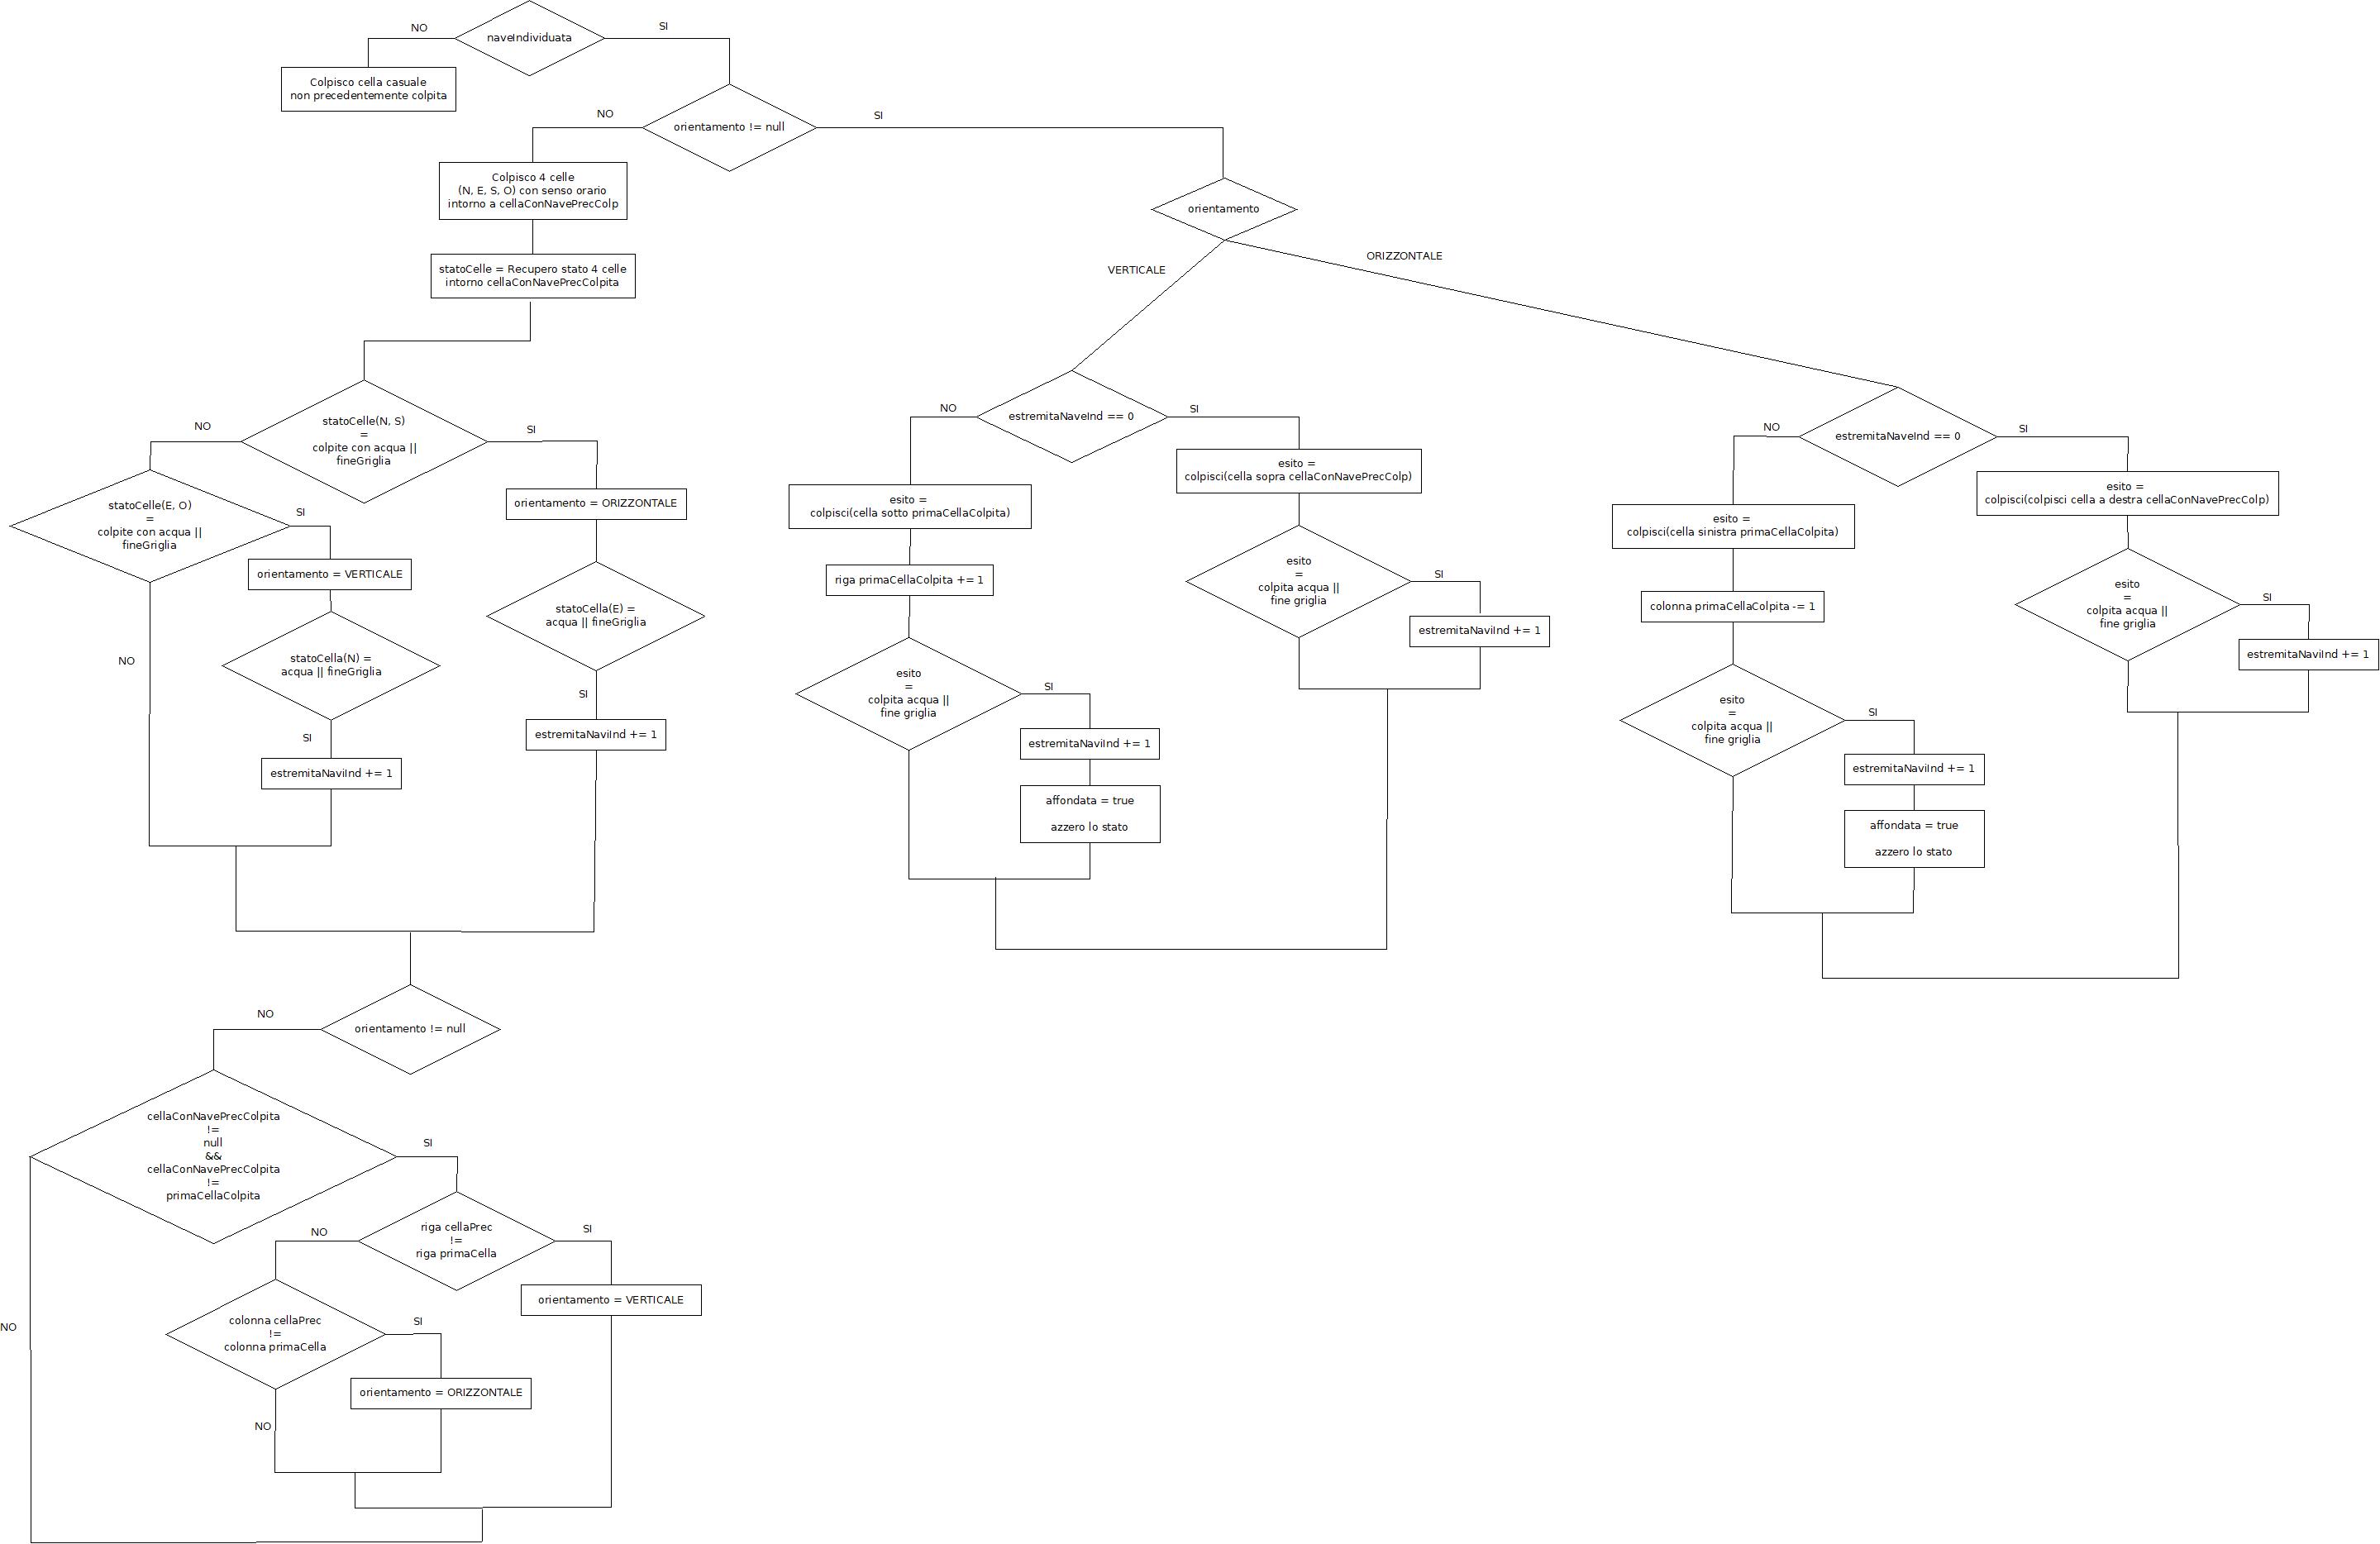 naveIndividuata
NO
SI
Colpisco cella casuale
non precedentemente colpita
orientamento != null
NO
SI
Colpisco 4 celle
(N, E, S, O) con senso orario
intorno a cellaConNavePrecColp
statoCelle = Recupero stato 4 celle
intorno cellaConNavePrecColpita
orientamento
VERTICALE
ORIZZONTALE
statoCelle(N, S)
=
colpite con acqua ||
fineGriglia
NO
SI
statoCelle(E, O)
=
colpite con acqua ||
fineGriglia
SI
NO
orientamento = VERTICALE
statoCella(N) =
acqua || fineGriglia
SI
estremitaNaviInd += 1
orientamento = ORIZZONTALE
statoCella(E) =
acqua || fineGriglia
SI
estremitaNaviInd += 1
orientamento != null
NO
cellaConNavePrecColpita
!=
null
&&
cellaConNavePrecColpita
!=
primaCellaColpita
SI
NO
riga cellaPrec
!=
riga primaCella
NO
SI
orientamento = VERTICALE
colonna cellaPrec
!=
colonna primaCella
SI
NO
orientamento = ORIZZONTALE
estremitaNaveInd == 0
NO
SI
esito =
colpisci(cella sotto primaCellaColpita)
riga primaCellaColpita += 1
esito
=
colpita acqua ||
fine griglia
SI
estremitaNaviInd += 1
affondata = true
azzero lo stato
esito =
colpisci(cella sopra cellaConNavePrecColp)
esito
=
colpita acqua ||
fine griglia
SI
estremitaNaviInd += 1
estremitaNaveInd == 0
NO
SI
esito =
colpisci(cella sinistra primaCellaColpita)
colonna primaCellaColpita -= 1
esito
=
colpita acqua ||
fine griglia
SI
estremitaNaviInd += 1
affondata = true
azzero lo stato
esito =
colpisci(colpisci cella a destra cellaConNavePrecColp)
esito
=
colpita acqua ||
fine griglia
SI
estremitaNaviInd += 1